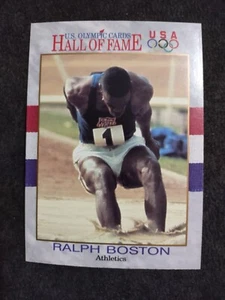 U.S. OLYMPIC CARDS
HALL OF FAME
USA
1
RALPH BOSTON
Athletics